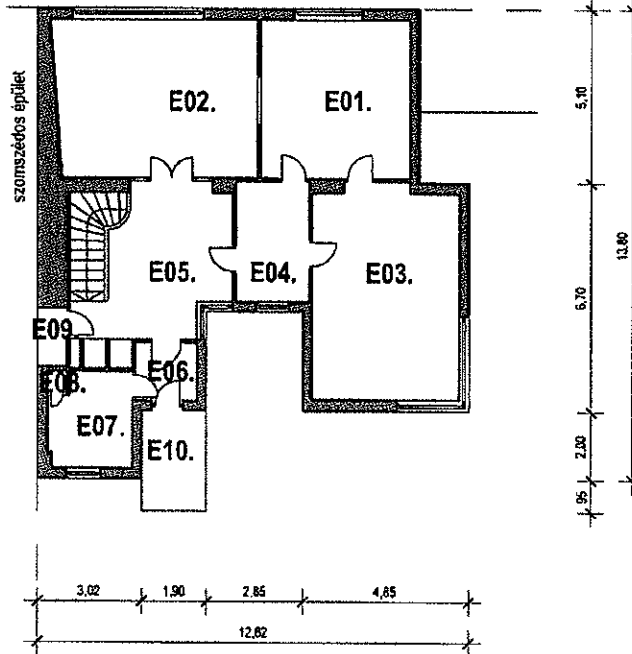 szomszédos épület
E02.
E01.
E05.
E04.
E03.
E09
E06.
E08.
E07.
E10.
5,10
6,70
2,00
95
13,80
3,02
1,90
2,85
4,85
12,62